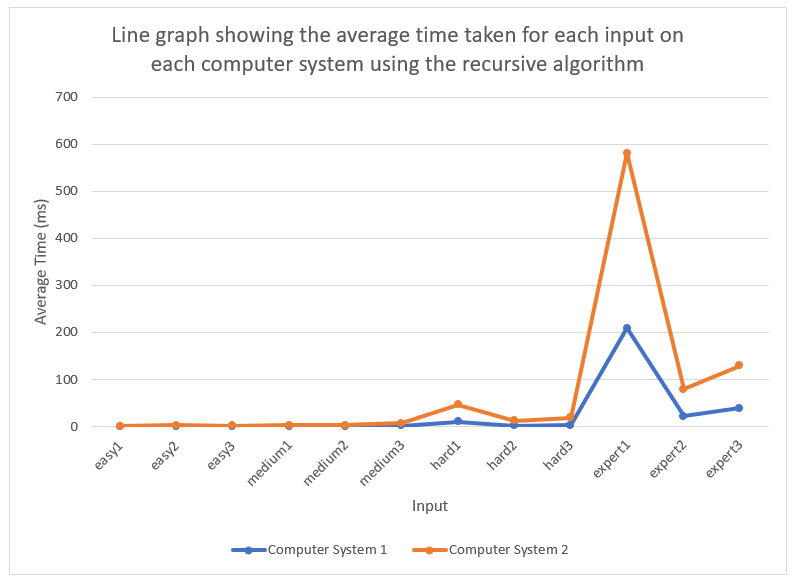 Line graph showing the average time taken for each input on
each computer system using the recursive algorithm
700
600
500
400
300
200
100
0
Average Time (ms)
easy1
easy2
easy3
medium1
medium2
medium3
hard1
hard2
hard3
expert1
expert2
expert3
Input
Computer System 1
Computer System 2